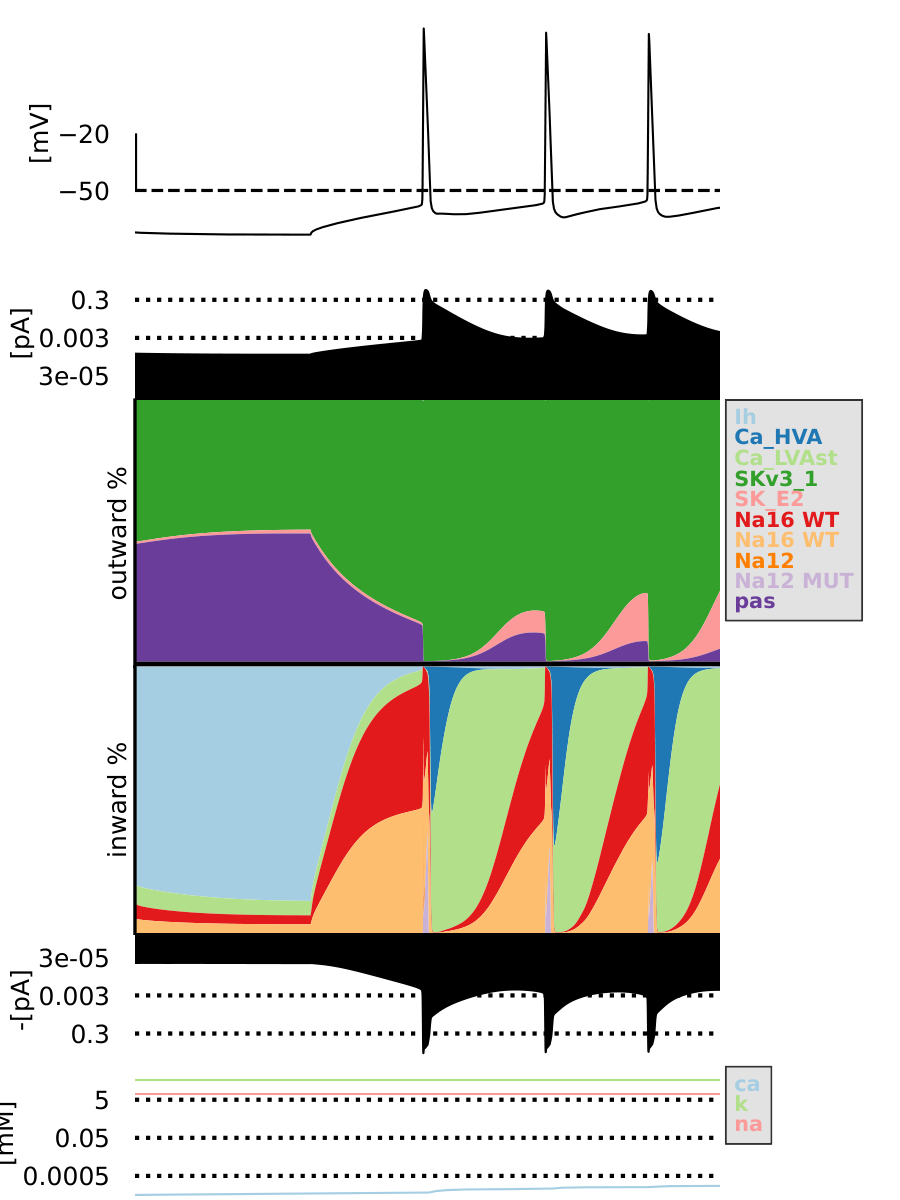 [mV]
−20
−50
[pA]
0.3
0.003
3e-05
outward %
Ih
Ca_HVA
Ca_LVAst
SKv3_1
SK_E2
Na16 WT
Na16 WT
Na12
Na12 MUT
pas
inward %
-[pA]
3e-05
0.003
0.3
[mM]
5
0.05
0.0005
ca
k
na